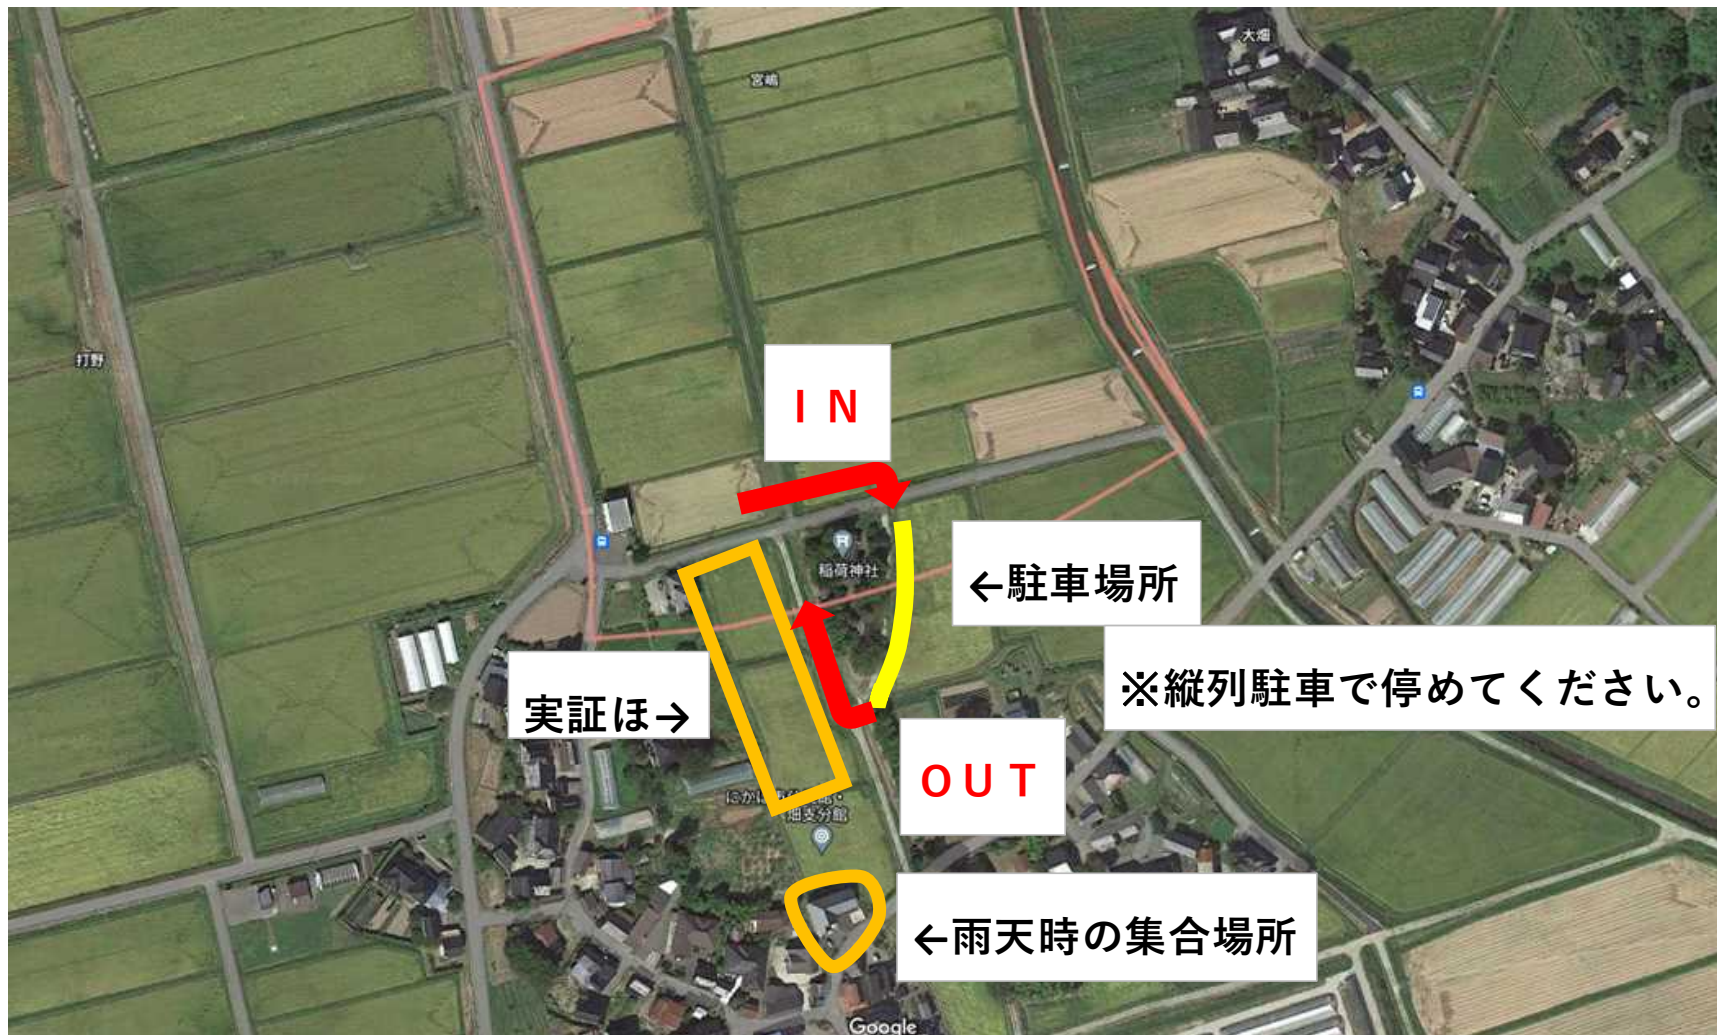 大畑
宮嶋
打野
ＩＮ
稲荷神社
←駐車場所
※縦列駐車で停めてください。
実証ほ→
ＯＵＴ
畑支分館
←雨天時の集合場所
Google